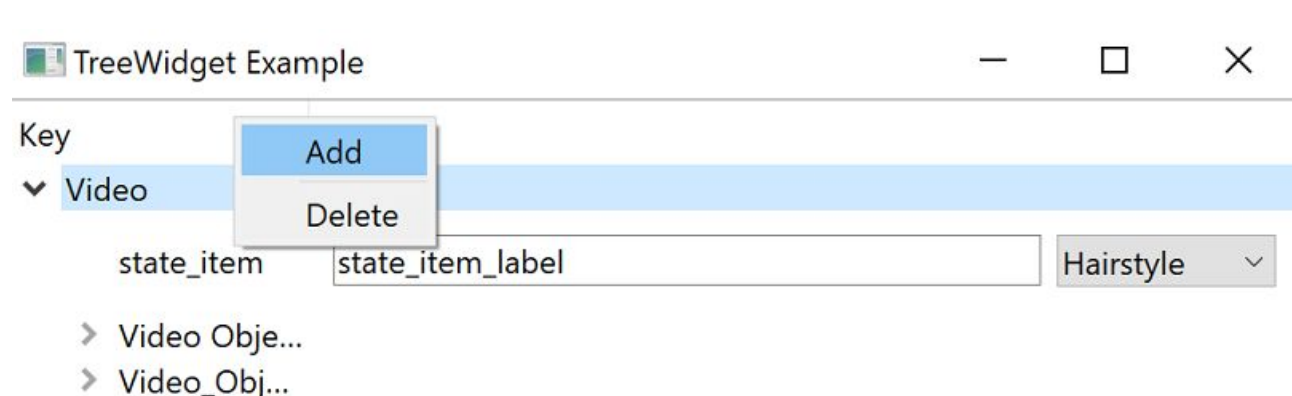 TreeWidget Example
Key
Add
Video
Delete
state_item state_item_label Hairstyle
Video Obje...
Video_Obj...